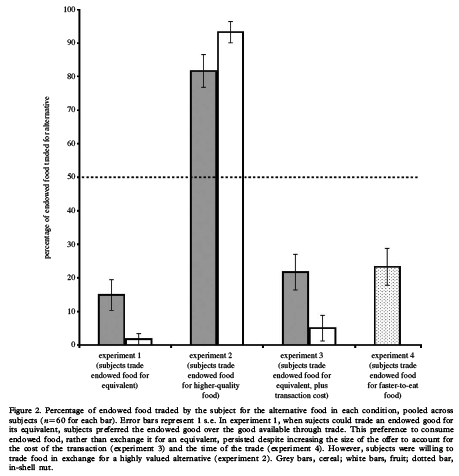 100
90
80
70
60
50
40
30
20
10
0
percentage of endowed food traded for alternative
experiment 1
(subjects trade
endowed food for
equivalent)
experiment 2
(subjects trade
endowed food
for higher-quality
food)
experiment 3
(subjects trade
endowed food for
equivalent, plus
transaction cost)
experiment 4
(subjects trade
endowed food
for faster-to-eat
food)
Figure 2. Percentage of endowed food traded by the subject for the alternative food in each condition, pooled across
subjects (n=60 for each bar). Error bars represent 1 s.e. In experiment 1, when sujects could trade an endowed good for
its equivalent, subjects preferred the endowed good over the good available through trade. This preference to consume
endowed food, rather than exchange it for an equivalent, persisted despite increasing the size of the offer to account for
the cost of the transaction (experiment 3) and the time of the trade (experiment 4). However, subjects were willing to
trade food in exchange for a highly valued alternative (experiment 2). Grey bars, cereal; white bars, fruit; dotted bar,
in-shell nut.